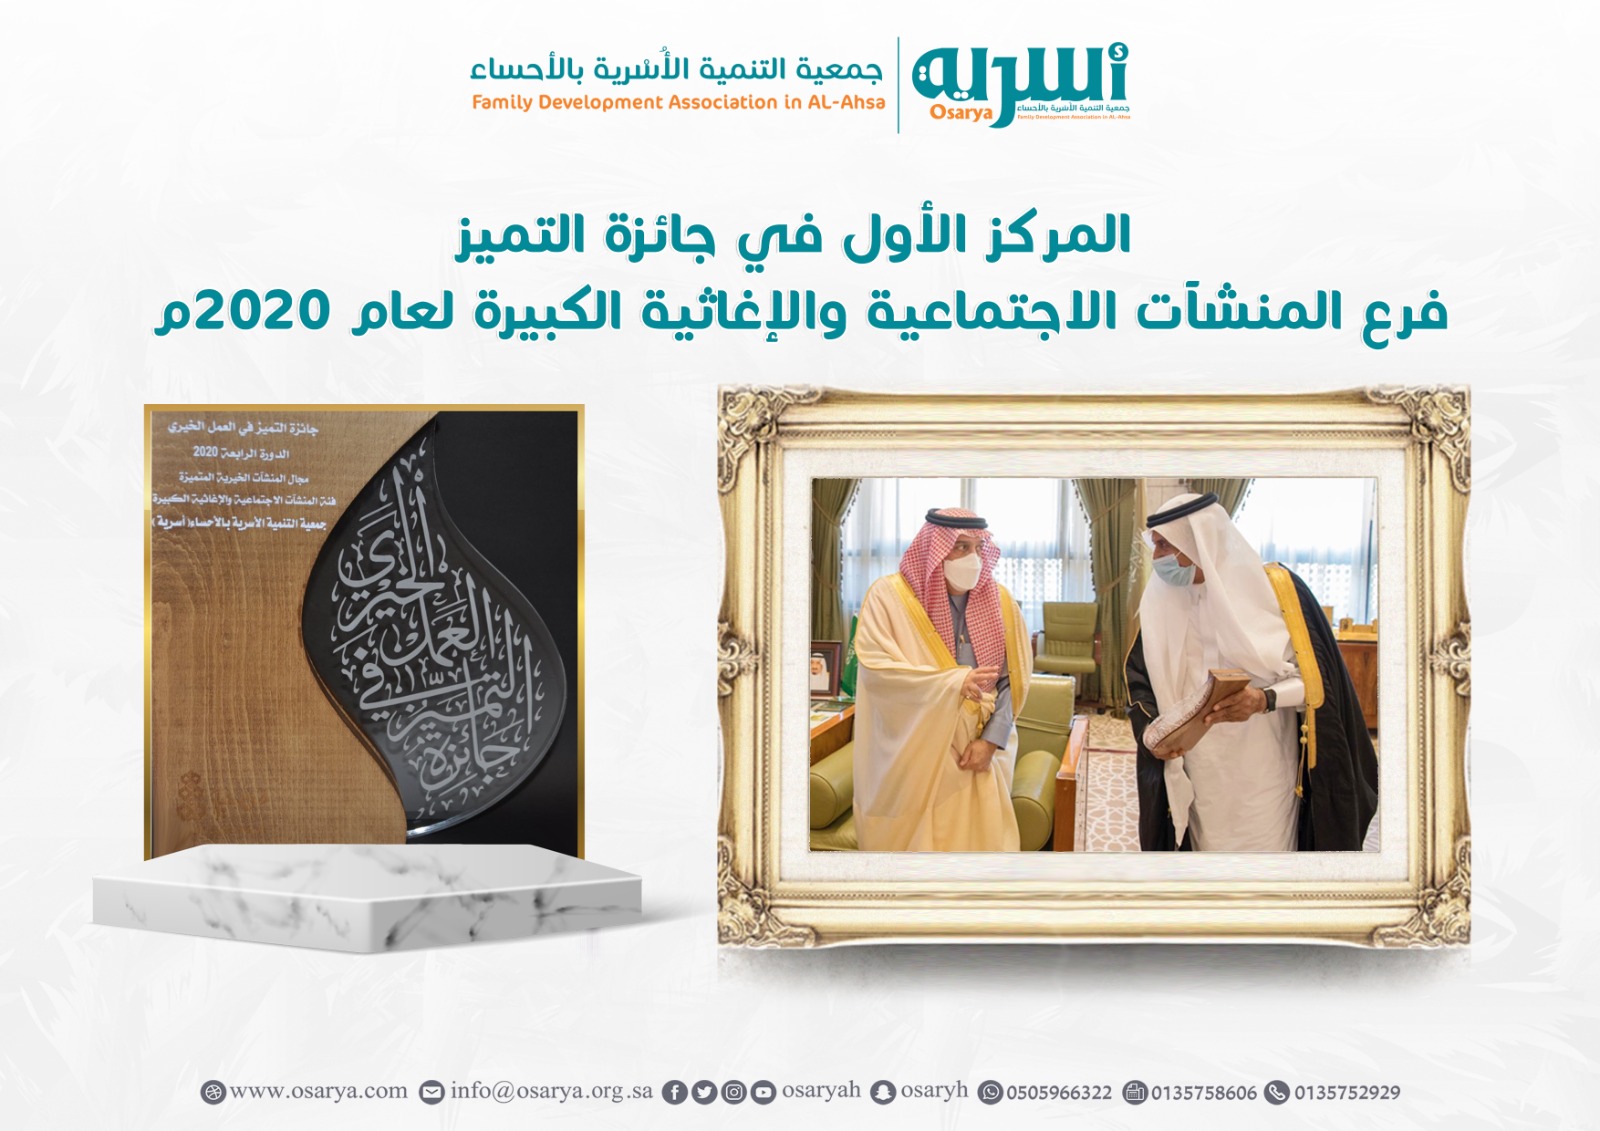 أسرية
Osarya
جمعية التنمية الأسرية بالأحساء
Family Development Association in AL-Ahsa
جمعية التنمية الأُسْرية بالأحساء
Family Development Association in AL-Ahsa
المركز الأول في جائزة التميز
فرع المنشآت الاجتماعية والإغاثية الكبيرة لعام 2020م
جائزة التميز في العمل الخيري
الدورة الرابعة 2020
مجال المنشآت الخيرية المتميزة
فئة المنشآت الاجتماعية والإغاثية الكبيرة
جمعية التنمية الأسرية بالأحساء( أسرية )
جائزة التميز في العمل الخيري
www.osarya.com info@osarya.org.sa osaryah osaryh 0505966322 0135758606 0135752929